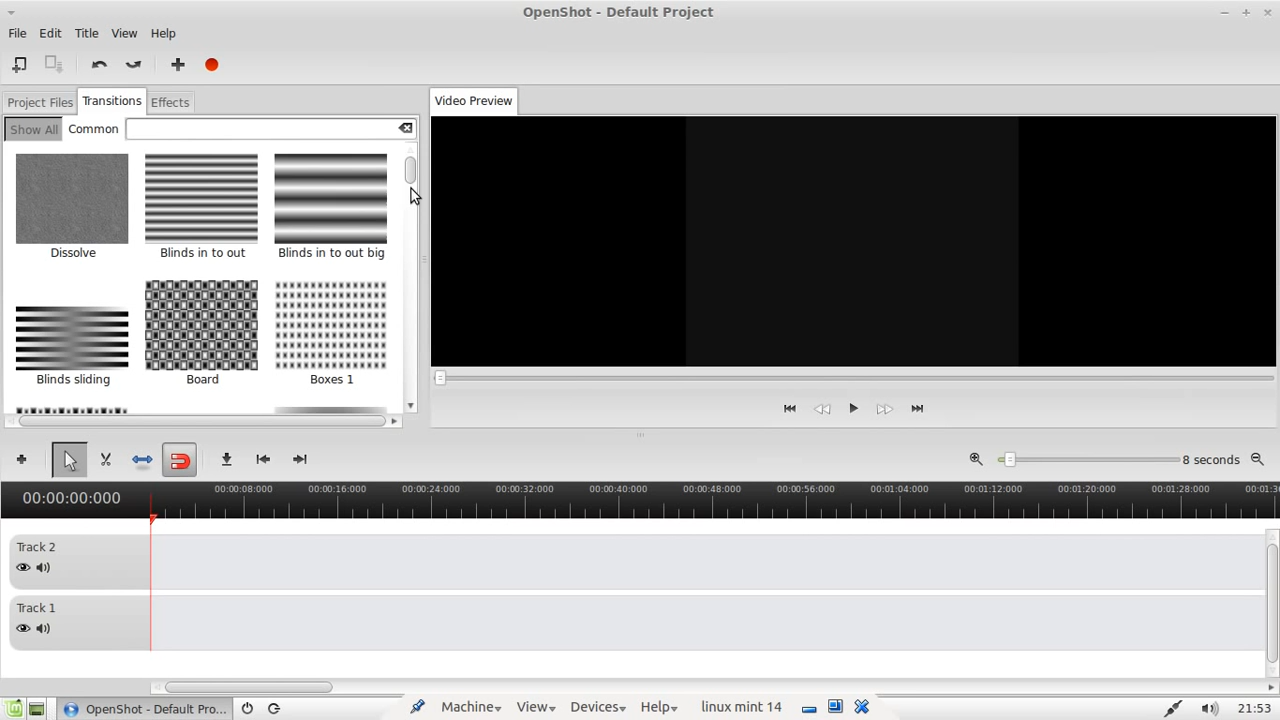 OpenShot - Default Project
File Edit Title View Help
Project Files Transitions Effects
Video Preview
Show All Common
Dissolve Blinds in to out Blinds in to out big
Blinds sliding Board Boxes 1
8 seconds
00:00:00:000 00:00:08:000 00:00:16:000 00:00:24:000 00:00:32:000 00:00:40:000 00:00:48:000 00:00:56:000 00:01:04:000 00:01:12:000 00:01:20:000 00:01:28:000 00:01:3
Track 2
Track 1
OpenShot - Default Pro... Machine View Devices Help linux mint 14 21:53